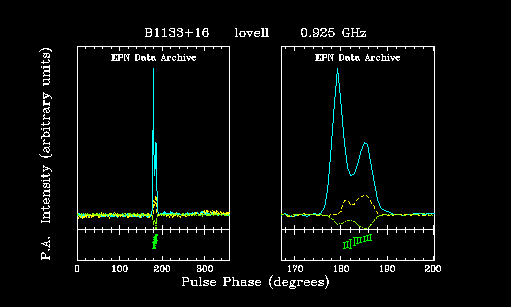 B1133+16 lovell 0.925 GHz
EPN Data Archive EPN Data Archive
P.A. Intensity (arbitrary units)
0 100 200 300 170 180 190 200
Pulse Phase (degrees)